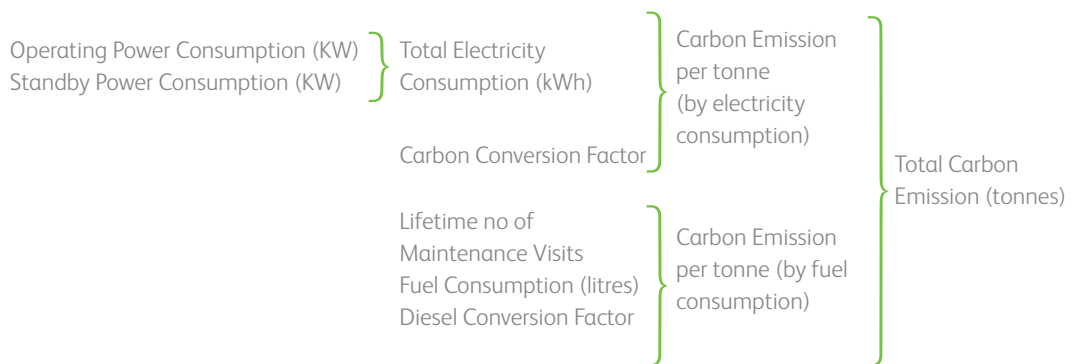 Operating Power Consumption (KW)
Standby Power Consumption (KW)
Total Electricity
Consumption (kWh)
Carbon Conversion Factor
Carbon Emission
per tonne
(by electricity
consumption)
Lifetime no of
Maintenance Visits
Fuel Consumption (litres)
Diesel Conversion Factor
Carbon Emission
per tonne (by fuel
consumption)
Total Carbon
Emission (tonnes)